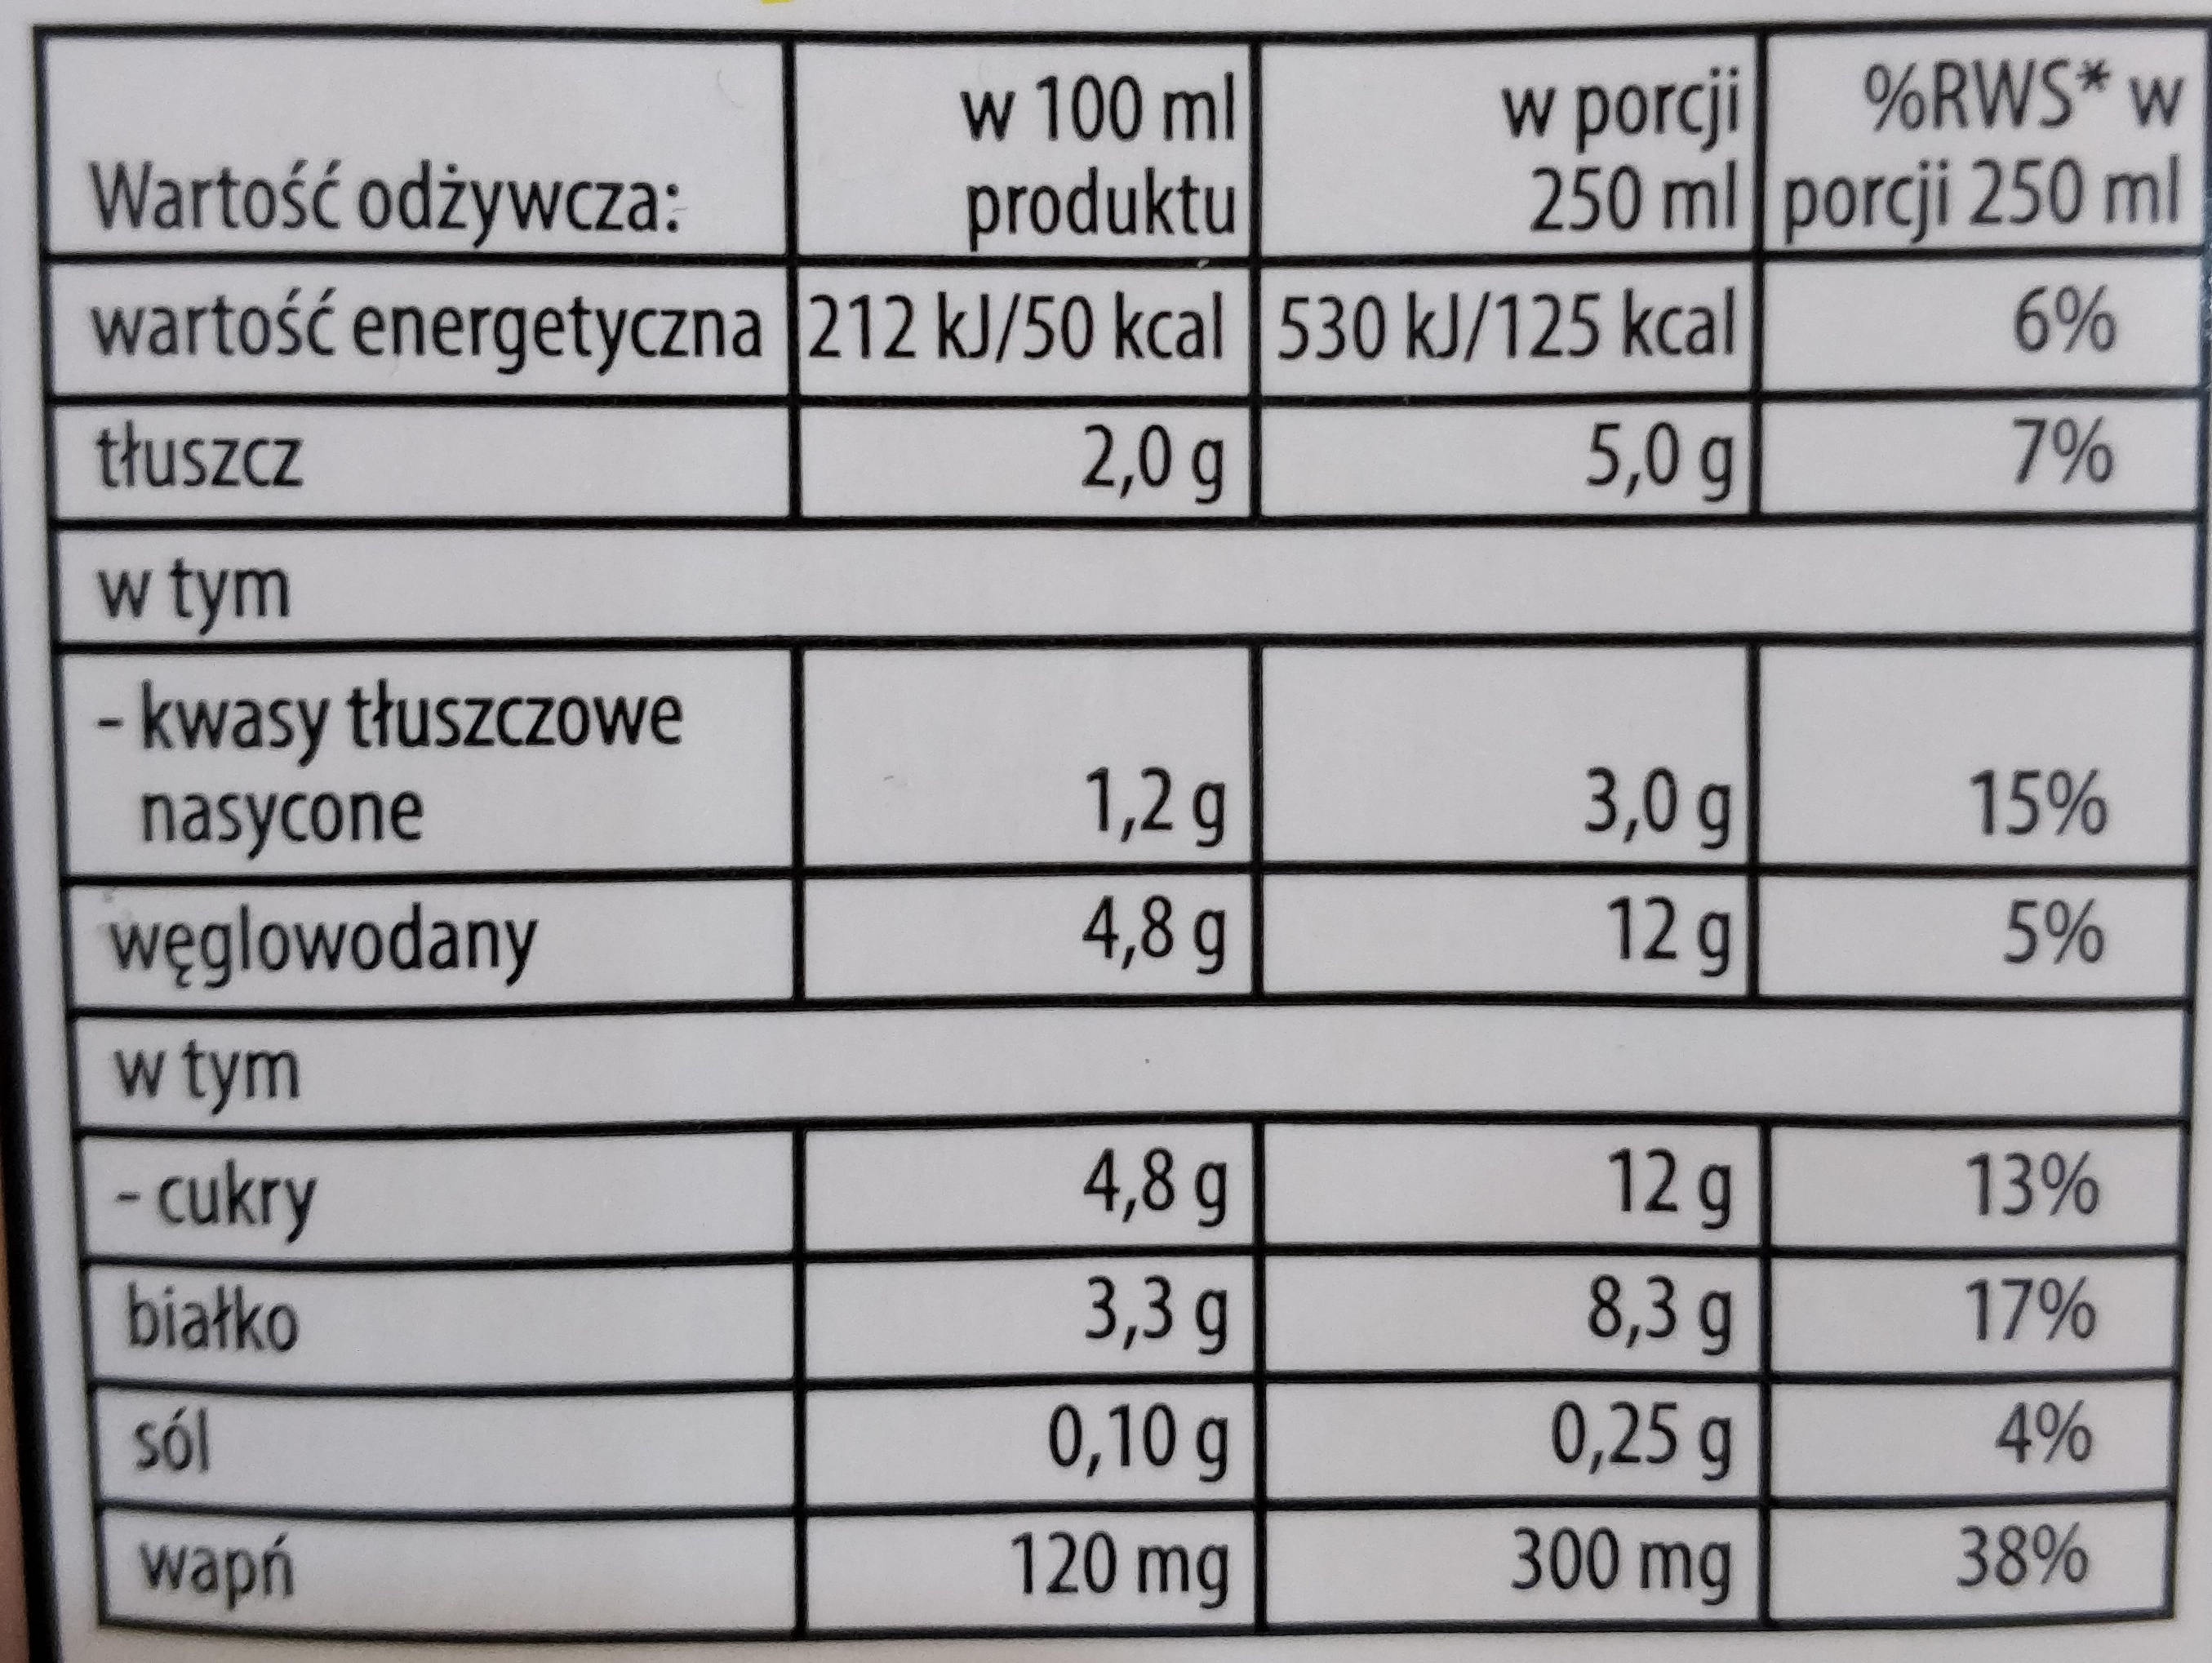 Wartość odżywcza: w 100 ml produktu w porcji 250 ml %RWS* w porcji 250 ml
wartość energetyczna 212 kJ/50 kcal 530 kJ/125 kcal 6%
tłuszcz 2,0 g 5,0 g 7%
w tym
- kwasy tłuszczowe
nasycone 1,2 g 3,0 g 15%
węglowodany 4,8 g 12 g 5%
w tym
- cukry 4,8 g 12 g 13%
białko 3,3 g 8,3 g 17%
sól 0,10 g 0,25 g 4%
wapń 120 mg 300 mg 38%